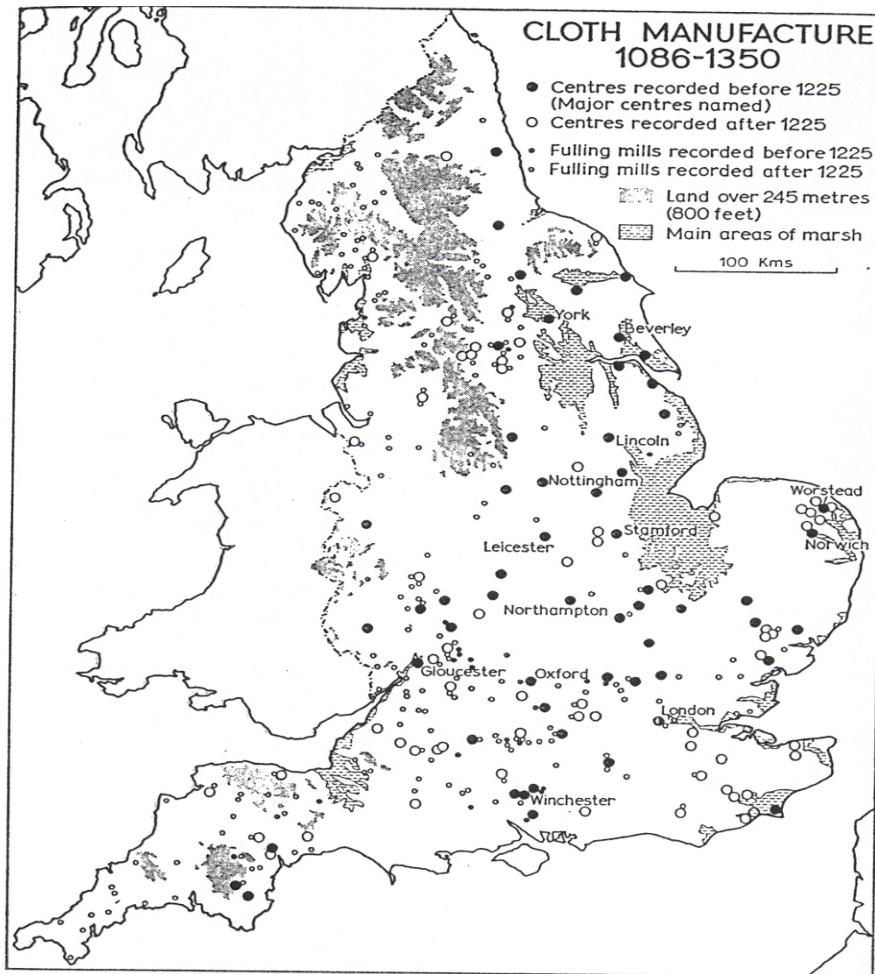 CLOTH MANUFACTURE
1086-1350
Centres recorded before 1225
(Major centres named)
Centres recorded after 1225
Fulling mills recorded before 1225
Fulling mills recorded after 1225
Land over 245 metres
(800 feet)
Main areas of marsh
100 Kms
York
Beverley
Lincoln
Nottingham
Worstead
Stamford
Norwich
Leicester
Northampton
Gloucester
Oxford
London
Winchester